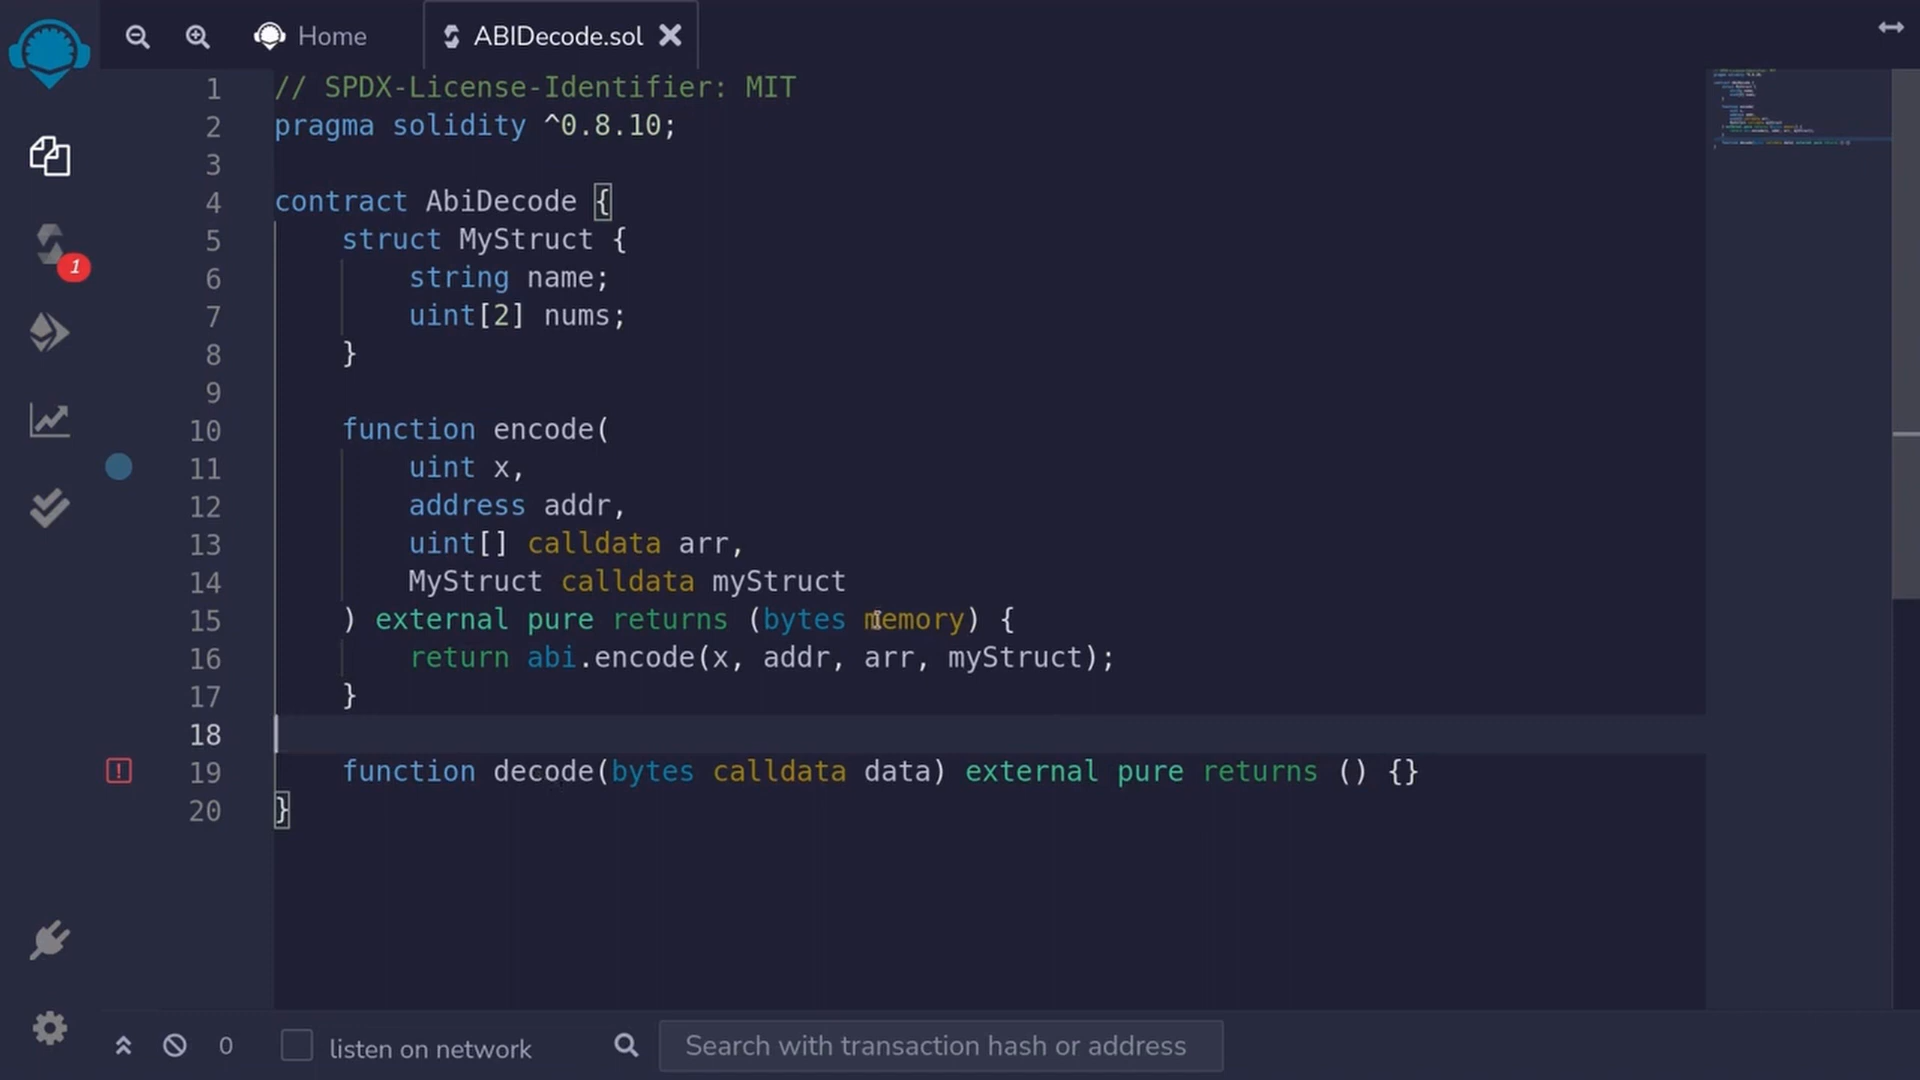 Home
ABIDecode.sol
1 // SPDX-License-Identifier: MIT
2 pragma solidity ^0.8.10;
3
4 contract AbiDecode {
5 struct MyStruct {
6 string name;
7 uint[2] nums;
8 }
9
10 function encode(
11 uint x,
12 address addr,
13 uint[] calldata arr,
14 MyStruct calldata myStruct
15 ) external pure returns (bytes memory) {
16 return abi.encode(x, addr, arr, myStruct);
17 }
18
19 function decode(bytes calldata data) external pure returns () {}
20 }
1
0 listen on network Search with transaction hash or address